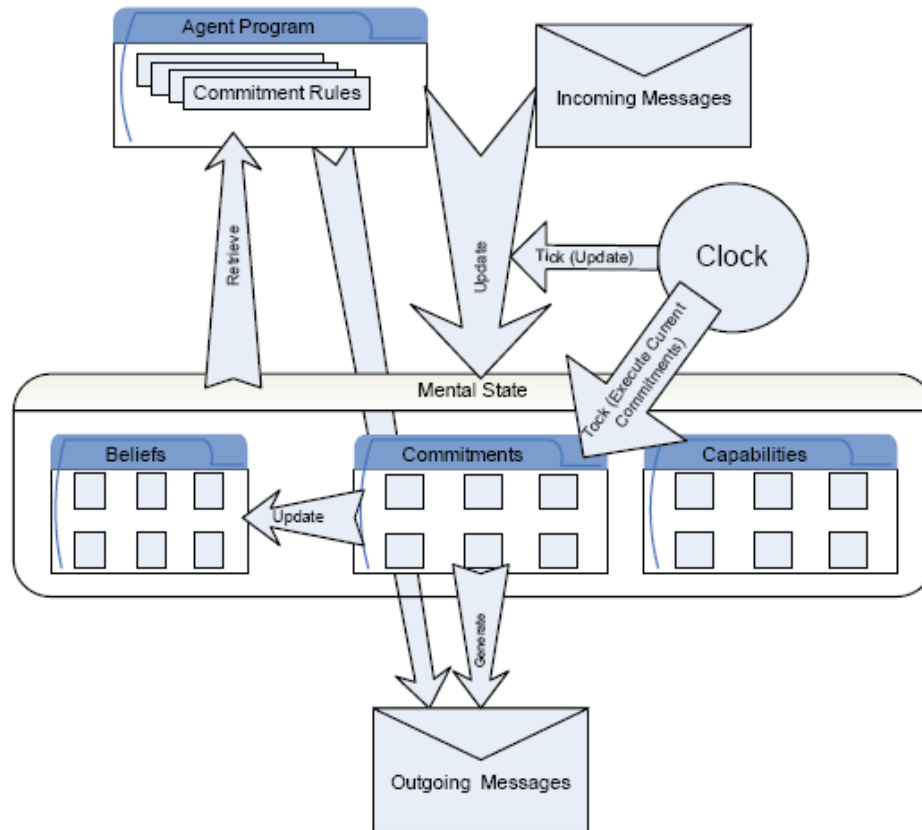 Agent Program
Commitment Rules
Incoming Messages
Retrieve
Update
Tick (Update)
Clock
Tock (Execute Current
Commitments)
Mental State
Beliefs
Commitments
Capabilities
Update
Generate
Outgoing Messages